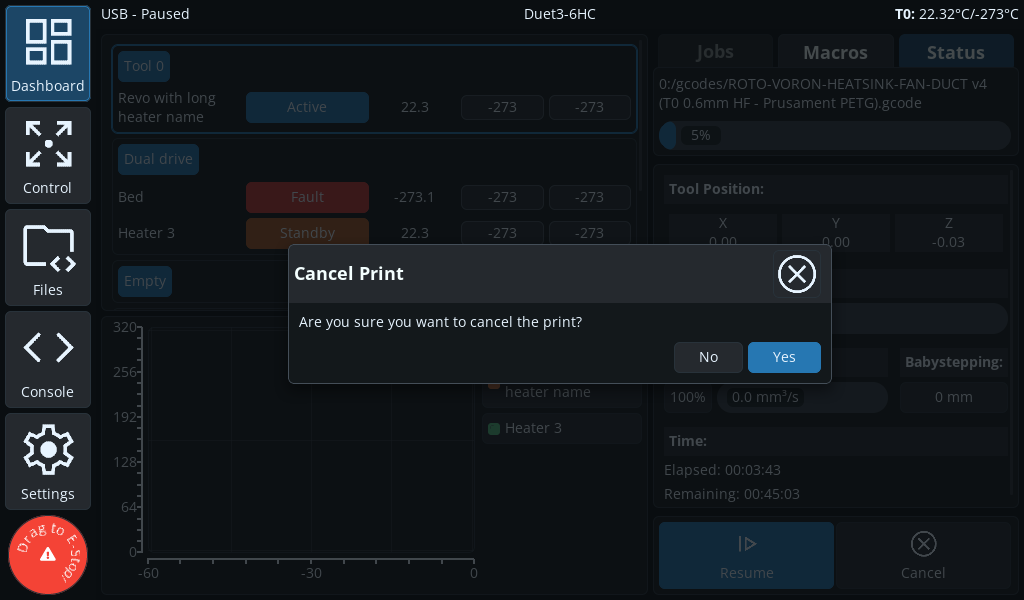 USB - Paused
Duet3-6HC
T0: 22.32°C/-273°C
Dashboard
Control
Files
Console
Settings
Drag to E-Stop!
Tool 0
Revo with long
heater name
Active
22.3
-273
-273
Dual drive
Bed
Fault
-273.1
-273
-273
Heater 3
Standby
22.3
-273
-273
Empty
320
256
192
128
64
0
-60
-30
0
heater name
Heater 3
Jobs
Macros
Status
0:/gcodes/ROTO-VORON-HEATSINK-FAN-DUCT v4
(T0 0.6mm HF - Prusament PETG).gcode
5%
Tool Position:
X
Y
Z
0.00
0.00
-0.03
Cancel Print
Are you sure you want to cancel the print?
No
Yes
Babystepping:
100%
0.0 mm³/s
0 mm
Time:
Elapsed: 00:03:43
Remaining: 00:45:03
Resume
Cancel